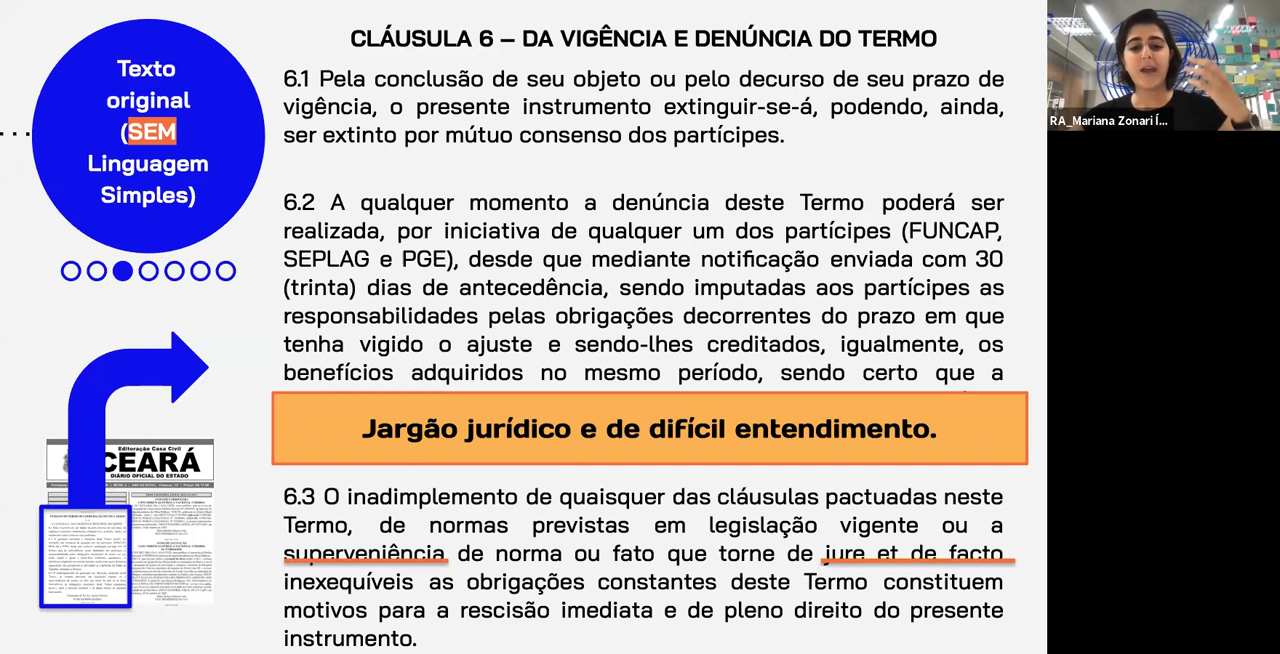 Texto
original
(SEM
Linguagem
Simples)
CLÁUSULA 6 – DA VIGÊNCIA E DENÚNCIA DO TERMO
6.1 Pela conclusão de seu objeto ou pelo decurso de seu prazo de
vigência, o presente instrumento extinguir-se-á, podendo, ainda,
ser extinto por mútuo consenso dos partícipes.
6.2 A qualquer momento a denúncia deste Termo poderá ser
realizada, por iniciativa de qualquer um dos partícipes (FUNCAP,
SEPLAG e PGE), desde que mediante notificação enviada com 30
(trinta) dias de antecedência, sendo imputadas aos partícipes as
responsabilidades pelas obrigações decorrentes do prazo em que
tenha vigido o ajuste e sendo-lhes creditados, igualmente, os
benefícios adquiridos no mesmo período, sendo certo que a
Jargão jurídico e de difícil entendimento.
6.3 O inadimplemento de quaisquer das cláusulas pactuadas neste
Termo, de normas previstas em legislação vigente ou a
superveniência de norma ou fato que torne de jure et de facto
inexequíveis as obrigações constantes deste Termo constituem
motivos para a rescisão imediata e de pleno direito do presente
instrumento.
Editoração Casa Civil
CEARÁ
DIÁRIO OFICIAL DO ESTADO
RA_Mariana Zonari Í...